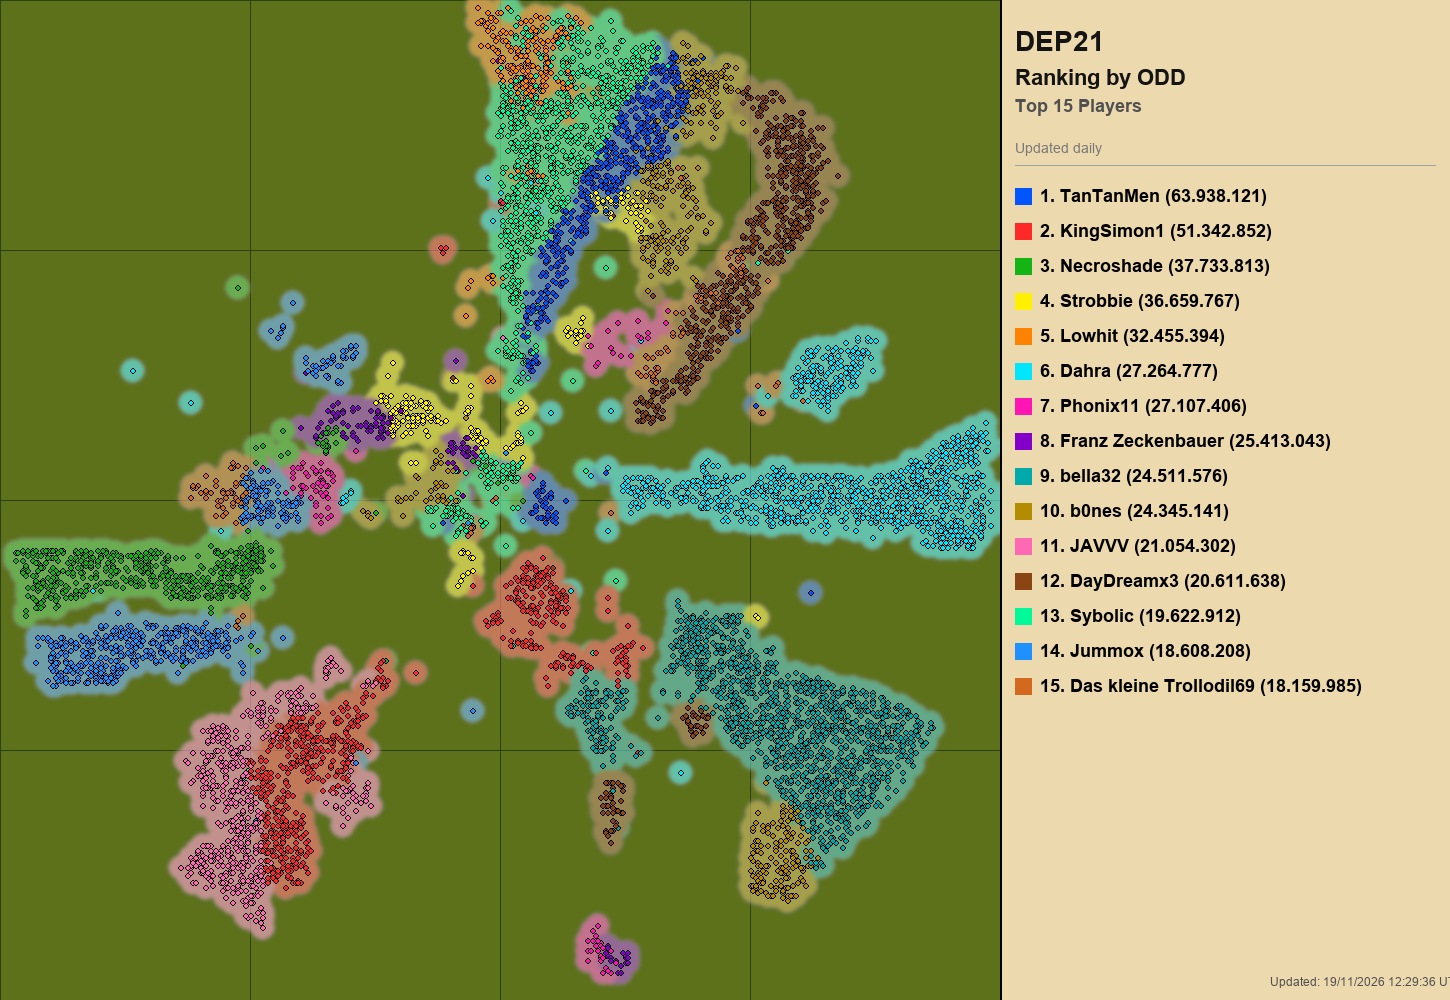 DEP21
Ranking by ODD
Top 15 Players
Updated daily
1. TanTanMen (63.938.121)
2. KingSimon1 (51.342.852)
3. Necroshade (37.733.813)
4. Strobbie (36.659.767)
5. Lowhit (32.455.394)
6. Dahra (27.264.777)
7. Phonix11 (27.107.406)
8. Franz Zeckenbauer (25.413.043)
9. bella32 (24.511.576)
10. b0nes (24.345.141)
11. JAVVV (21.054.302)
12. DayDreamx3 (20.611.638)
13. Sybolic (19.622.912)
14. Jummox (18.608.208)
15. Das kleine Trollodil69 (18.159.985)
Updated: 19/11/2026 12:29:36 U